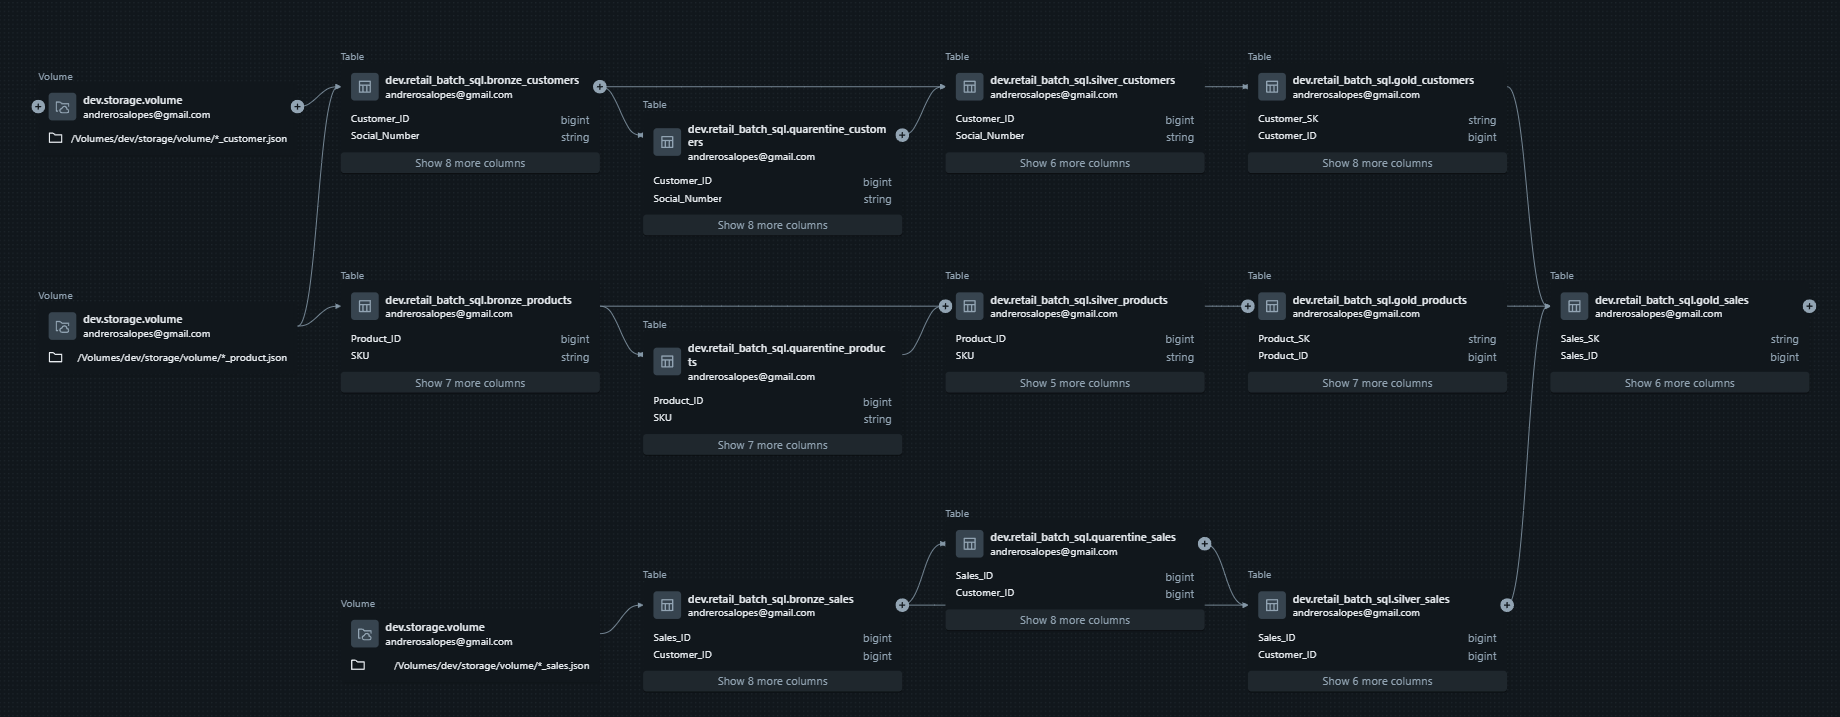 Volume
dev.storage.volume
andrerosalopes@gmail.com
/Volumes/dev/storage/volume/*_customer.json
Table
dev.retail_batch_sql.bronze_customers
andrerosalopes@gmail.com
Customer_ID bigint
Social_Number string
Show 8 more columns
Table
dev.retail_batch_sql.quarentine_custom
ers
andrerosalopes@gmail.com
Customer_ID bigint
Social_Number string
Show 8 more columns
Table
dev.retail_batch_sql.silver_customers
andrerosalopes@gmail.com
Customer_ID bigint
Social_Number string
Show 6 more columns
Table
dev.retail_batch_sql.gold_customers
andrerosalopes@gmail.com
Customer_SK string
Customer_ID bigint
Show 8 more columns
Volume
dev.storage.volume
andrerosalopes@gmail.com
/Volumes/dev/storage/volume/*_product.json
Table
dev.retail_batch_sql.bronze_products
andrerosalopes@gmail.com
Product_ID bigint
SKU string
Show 7 more columns
Table
dev.retail_batch_sql.quarentine_produc
ts
andrerosalopes@gmail.com
Product_ID bigint
SKU string
Show 7 more columns
Table
dev.retail_batch_sql.silver_products
andrerosalopes@gmail.com
Product_ID bigint
SKU string
Show 5 more columns
Table
dev.retail_batch_sql.gold_products
andrerosalopes@gmail.com
Product_SK string
Product_ID bigint
Show 7 more columns
Table
dev.retail_batch_sql.gold_sales
andrerosalopes@gmail.com
Sales_SK string
Sales_ID bigint
Show 6 more columns
Volume
dev.storage.volume
andrerosalopes@gmail.com
/Volumes/dev/storage/volume/*_sales.json
Table
dev.retail_batch_sql.bronze_sales
andrerosalopes@gmail.com
Sales_ID bigint
Customer_ID bigint
Show 8 more columns
Table
dev.retail_batch_sql.quarentine_sales
andrerosalopes@gmail.com
Sales_ID bigint
Customer_ID bigint
Show 8 more columns
Table
dev.retail_batch_sql.silver_sales
andrerosalopes@gmail.com
Sales_ID bigint
Customer_ID bigint
Show 6 more columns